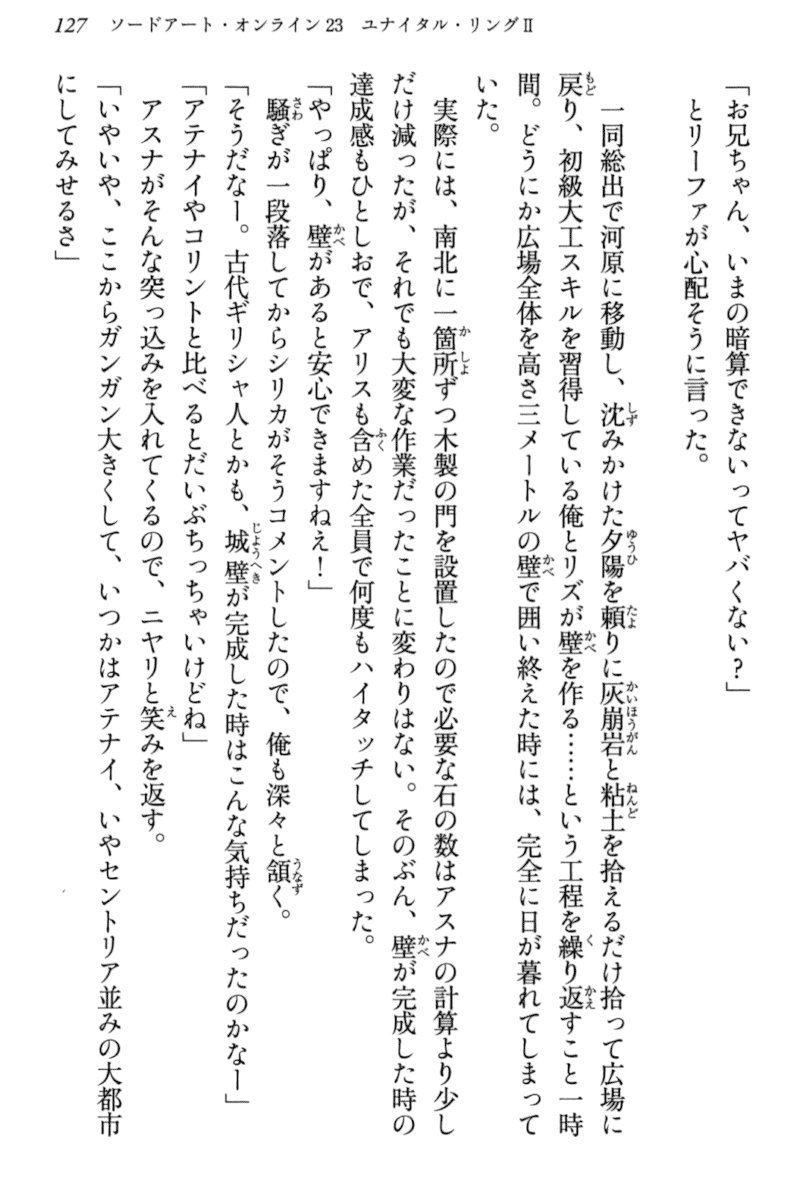 127 ソードアート・オンライン23 ユナイタル・リングⅡ
「お兄ちゃん、いまの暗算できないってヤバくない？」
とリーファが心配そうに言った。
一同総出で河原に移動し、沈みかけた夕陽を頼りに灰崩岩と粘土を拾えるだけ拾って広場に
戻り、初級大工スキルを習得している俺とリズが壁を作る……という工程を繰り返すこと一時
間。どうにか広場全体を高さ三メートルの壁で囲い終えた時には、完全に日が暮れてしまって
いた。
実際には、南北に一箇所ずつ木製の門を設置したので必要な石の数はアスナの計算より少し
だけ減ったが、それでも大変な作業だったことに変わりはない。そのぶん、壁が完成した時の
達成感もひとしおで、アリスも含めた全員で何度もハイタッチしてしまった。
「やっぱり、壁があると安心できますねえ！」
騒ぎが一段落してからシリカがそうコメントしたので、俺も深々と頷く。
「そうだなー。古代ギリシャ人とかも、城壁が完成した時はこんな気持ちだったのかなー」
「アテナイやコリントと比べるとだいぶちっちゃいけどね」
アスナがそんな突っ込みを入れてくるので、ニヤリと笑みを返す。
「いやいや、ここからガンガン大きくして、いつかはアテナイ、いやセントリア並みの大都市
にしてみせるさ」